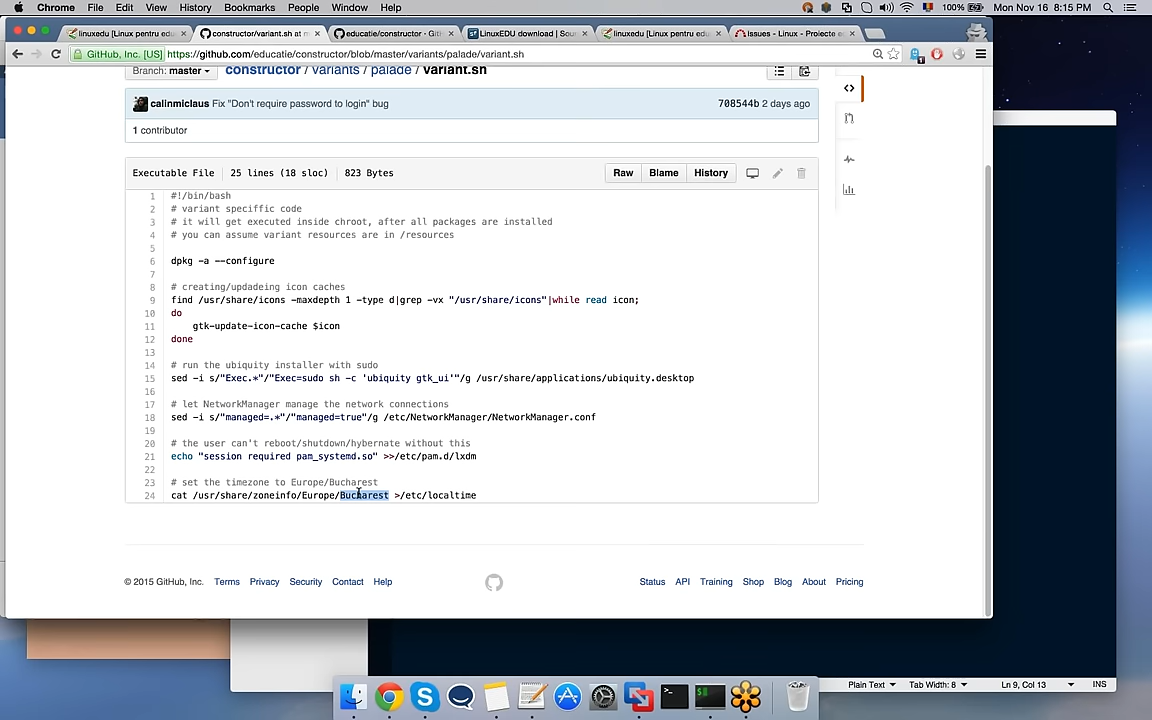 Chrome File Edit View History Bookmarks People Window Help
100% Mon Nov 16 8:15 PM
linuxedu [Linux pentru edu
constructor/variant.sh at m
educatie/constructor - GitH
LinuxEDU download | Sour
linuxedu [Linux pentru edu
Issues - Linux - Proiecte e
GitHub, Inc. [US] https://github.com/educatie/constructor/blob/master/variants/palade/variant.sh
Branch: master constructor / variants / palade / variant.sh
calinmiclaus Fix "Don't require password to login" bug 708544b 2 days ago
1 contributor
Executable File 25 lines (18 sloc) 823 Bytes Raw Blame History
1 #!/bin/bash
2 # variant speciffic code
3 # it will get executed inside chroot, after all packages are installed
4 # you can assume variant resources are in /resources
5
6 dpkg -a --configure
7
8 # creating/updadeing icon caches
9 find /usr/share/icons -maxdepth 1 -type d|grep -vx "/usr/share/icons"|while read icon;
10 do
11 gtk-update-icon-cache $icon
12 done
13
14 # run the ubiquity installer with sudo
15 sed -i s/"Exec.*"/"Exec=sudo sh -c 'ubiquity gtk_ui'"/g /usr/share/applications/ubiquity.desktop
16
17 # let NetworkManager manage the network connections
18 sed -i s/"managed=.*"/"managed=true"/g /etc/NetworkManager/NetworkManager.conf
19
20 # the user can't reboot/shutdown/hybernate without this
21 echo "session required pam_systemd.so" >>/etc/pam.d/lxdm
22
23 # set the timezone to Europe/Bucharest
24 cat /usr/share/zoneinfo/Europe/Bucharest >/etc/localtime
© 2015 GitHub, Inc. Terms Privacy Security Contact Help Status API Training Shop Blog About Pricing
Plain Text Tab Width: 8 Ln 9, Col 13 INS